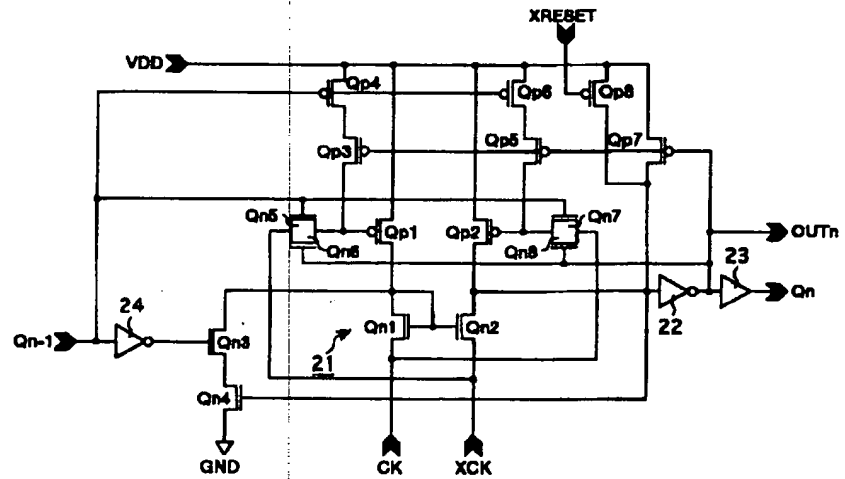 XRESET
VDD
Qp4
Qp6
Qp8
Qp3
Qp5
Qp7
Qn5
Qn7
Qp1
Qp2
Qn6
Qn8
OUTn
23
Qn
24
22
Qn1
Qn2
Qn-1
Qn3
21
Qn4
GND
CK
XCK